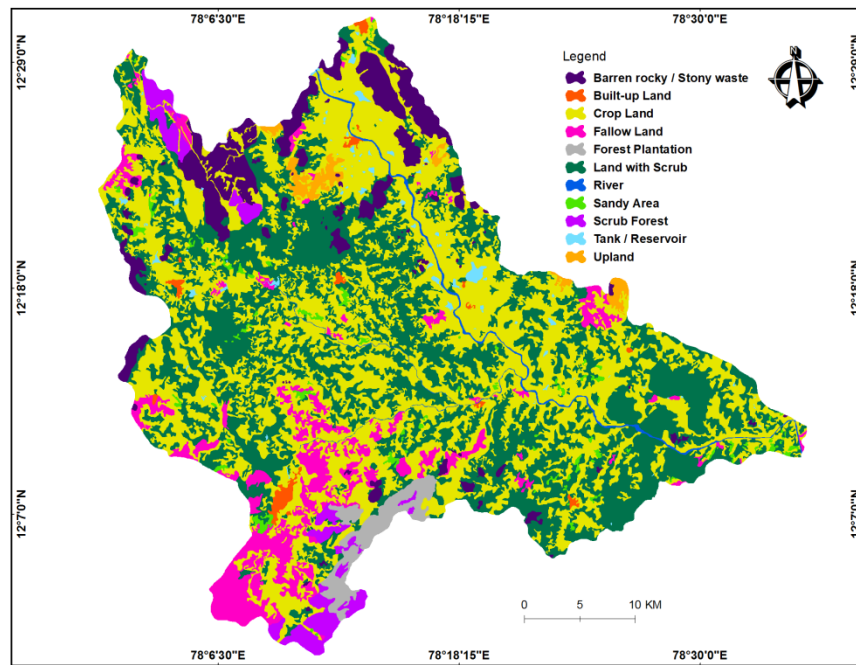 78°6'30"E 78°18'15"E 78°30'0"E
12°29'0"N
12°29'0"N
N
Legend
Barren rocky / Stony waste
Built-up Land
Crop Land
Fallow Land
Forest Plantation
Land with Scrub
River
Sandy Area
Scrub Forest
Tank / Reservoir
Upland
12°18'0"N
12°18'0"N
12°7'0"N
12°7'0"N
0 5 10 KM
78°6'30"E 78°18'15"E 78°30'0"E